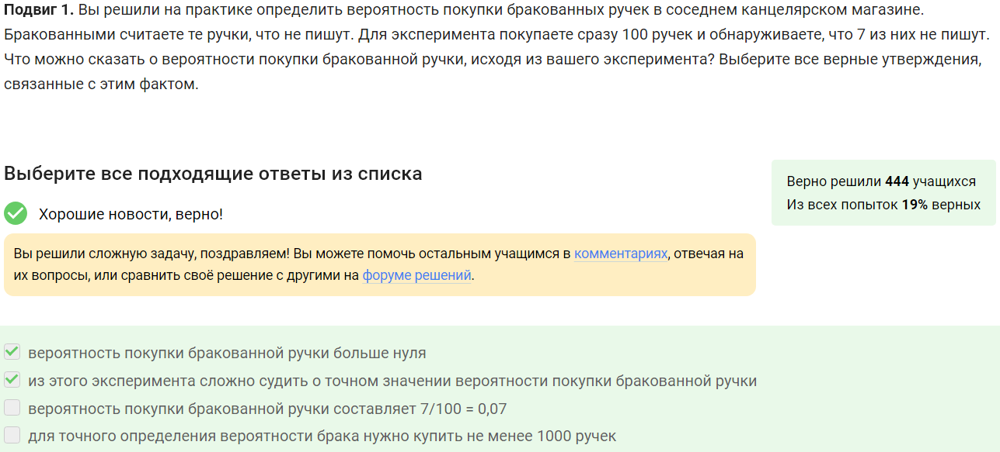 Подвиг 1. Вы решили на практике определить вероятность покупки бракованных ручек в соседнем канцелярском магазине.
Бракованными считаете те ручки, что не пишут. Для эксперимента покупаете сразу 100 ручек и обнаруживаете, что 7 из них не пишут.
Что можно сказать о вероятности покупки бракованной ручки, исходя из вашего эксперимента? Выберите все верные утверждения,
связанные с этим фактом.
Выберите все подходящие ответы из списка
Верно решили 444 учащихся
Из всех попыток 19% верных
Хорошие новости, верно!
Вы решили сложную задачу, поздравляем! Вы можете помочь остальным учащимся в комментариях, отвечая на
их вопросы, или сравнить своё решение с другими на форуме решений.
вероятность покупки бракованной ручки больше нуля
из этого эксперимента сложно судить о точном значении вероятности покупки бракованной ручки
вероятность покупки бракованной ручки составляет 7/100 = 0,07
для точного определения вероятности брака нужно купить не менее 1000 ручек